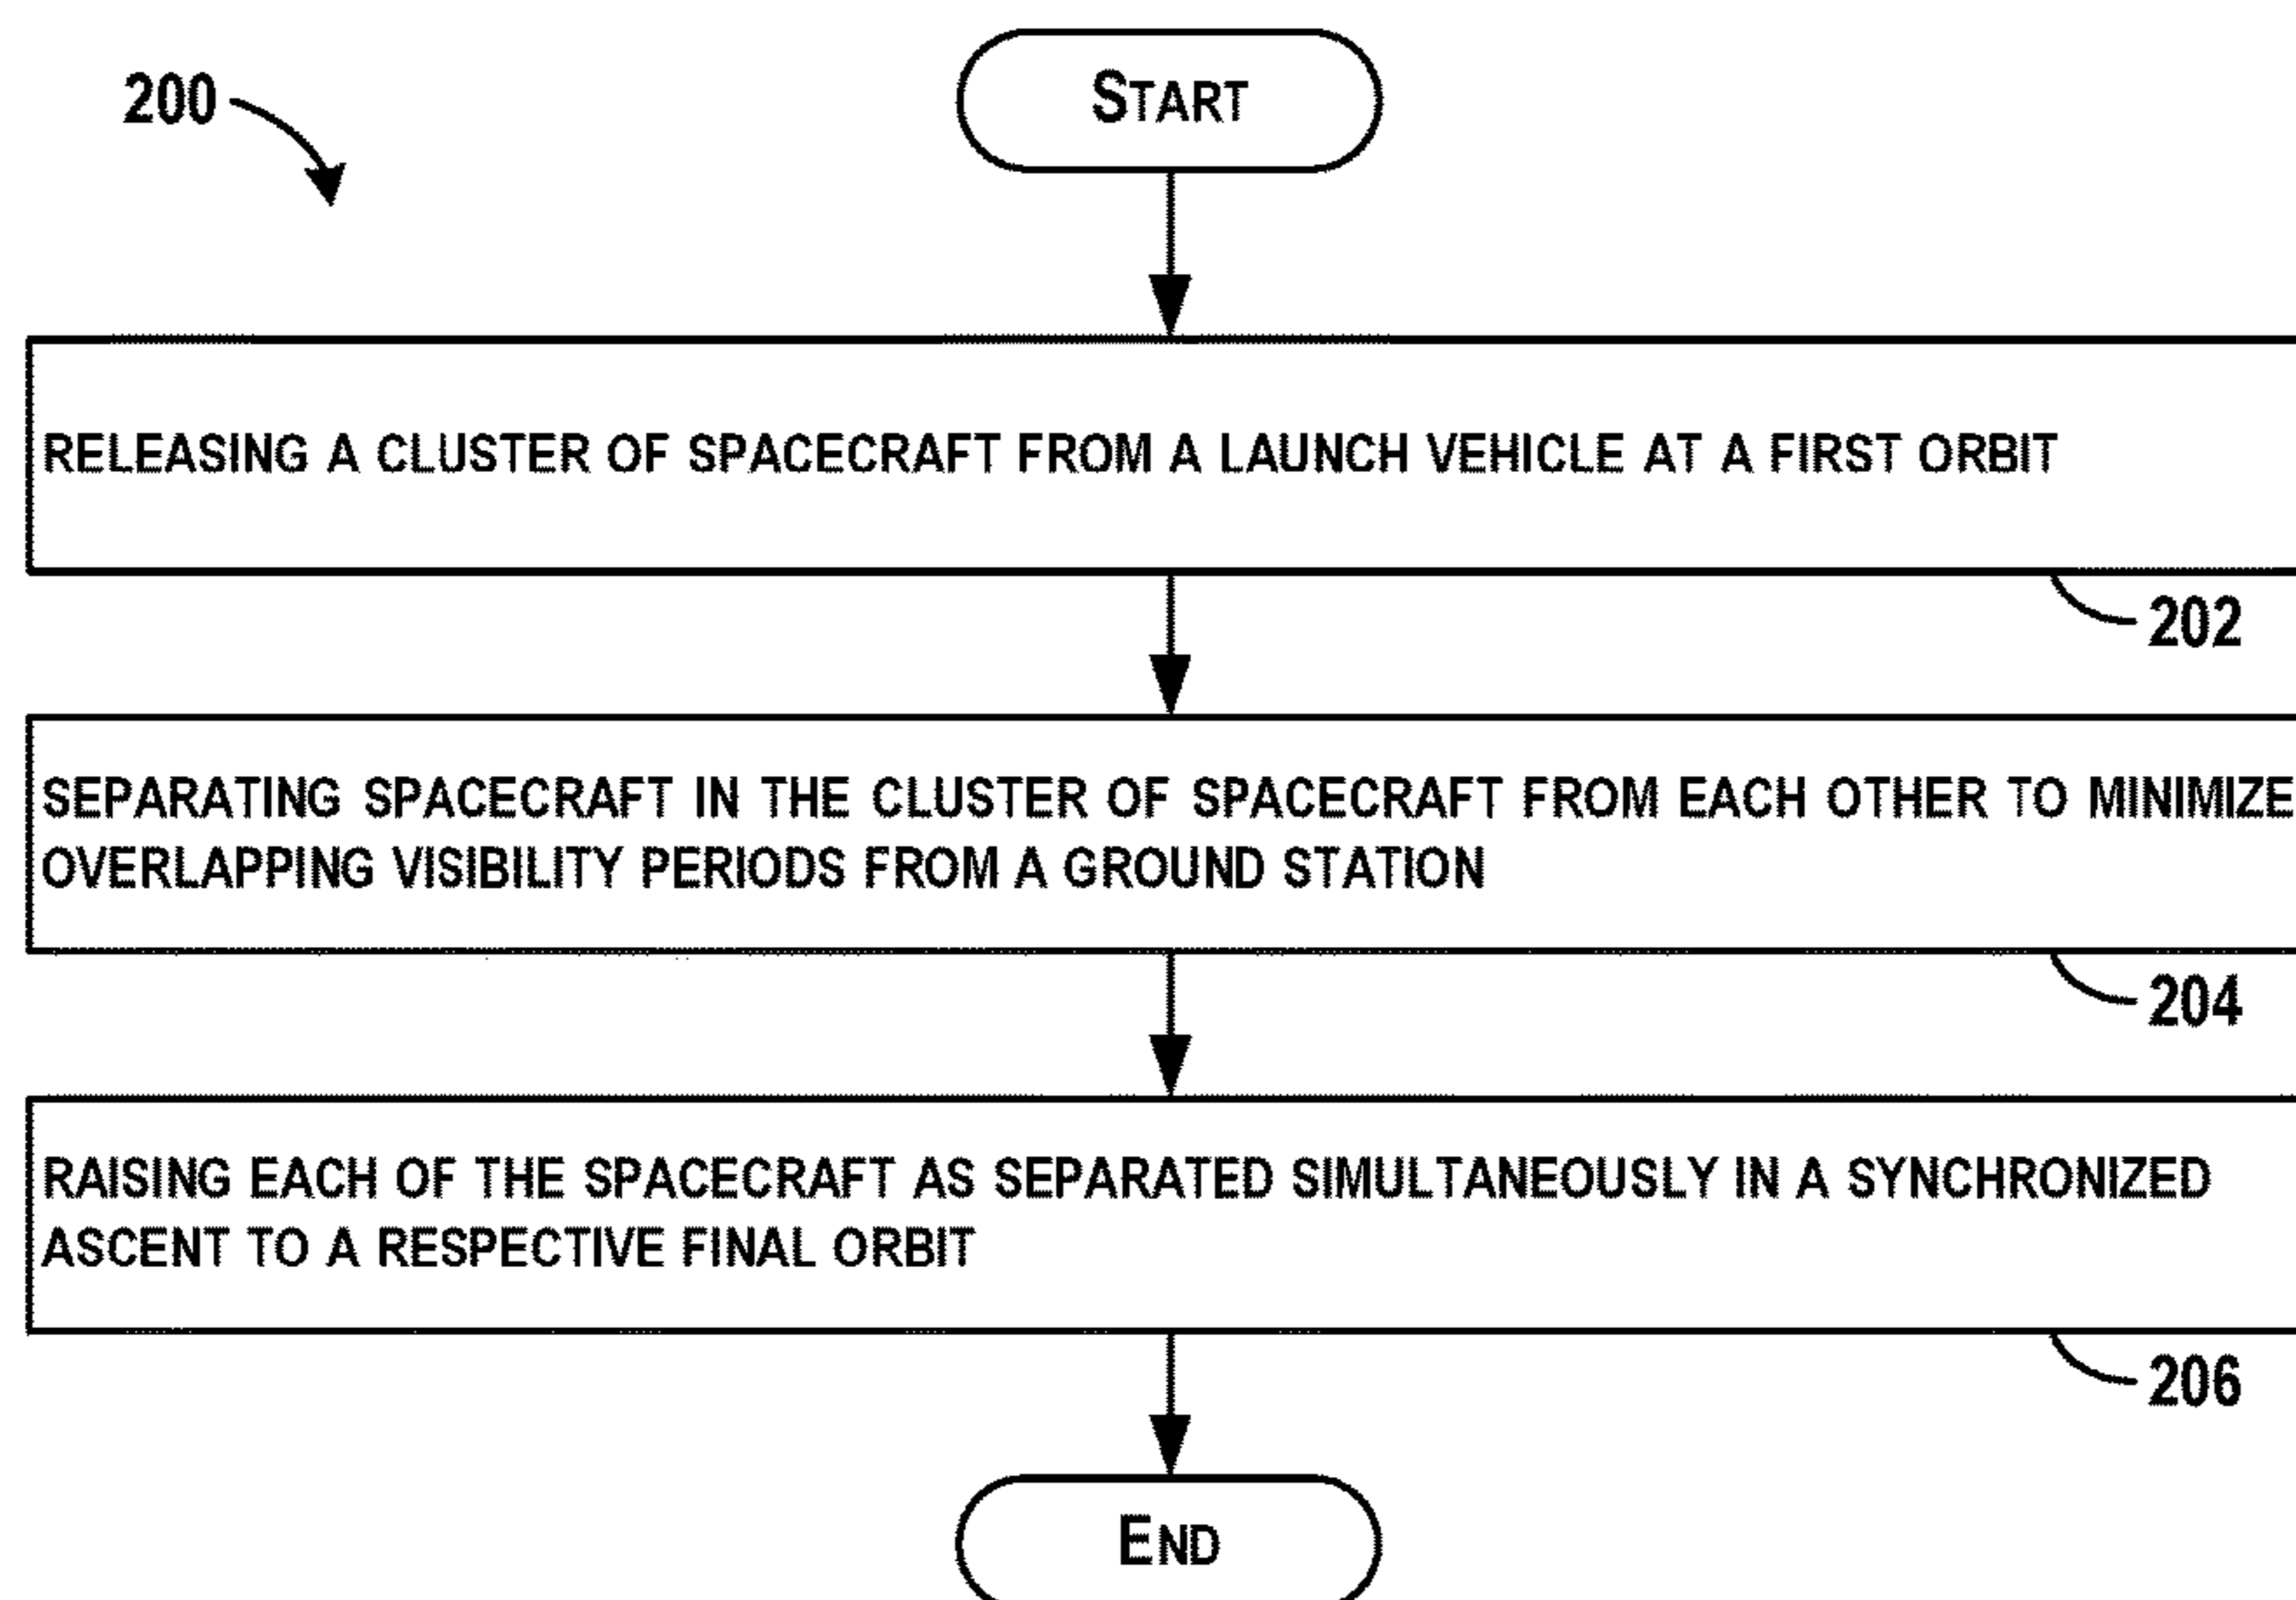 200
START
RELEASING A CLUSTER OF SPACECRAFT FROM A LAUNCH VEHICLE AT A FIRST ORBIT
202
SEPARATING SPACECRAFT IN THE CLUSTER OF SPACECRAFT FROM EACH OTHER TO MINIMIZE
OVERLAPPING VISIBILITY PERIODS FROM A GROUND STATION
204
RAISING EACH OF THE SPACECRAFT AS SEPARATED SIMULTANEOUSLY IN A SYNCHRONIZED
ASCENT TO A RESPECTIVE FINAL ORBIT
206
END